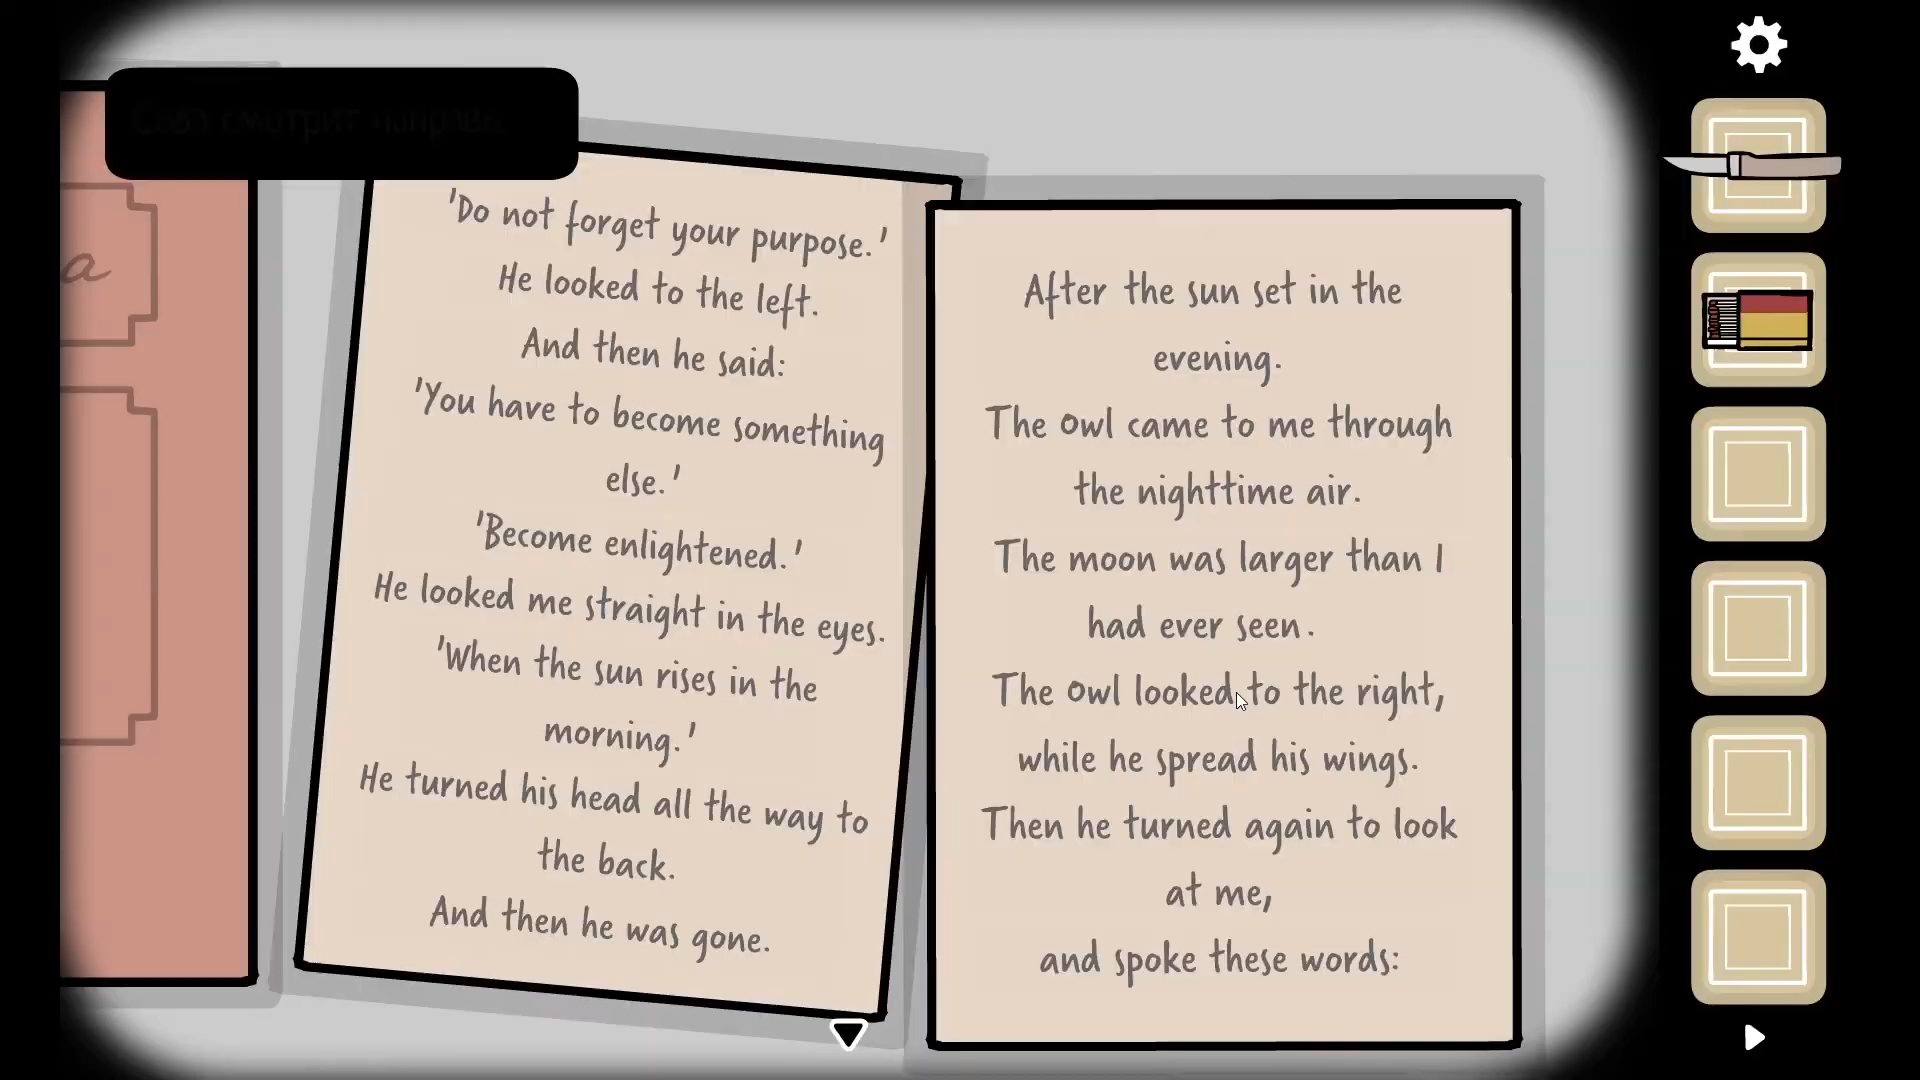 a
'Do not forget your purpose.'
He looked to the left.
And then he said:
'You have to become something
else.'
'Become enlightened.'
He looked me straight in the eyes.
'When the sun rises in the
morning.'
He turned his head all the way to
the back.
And then he was gone.
After the sun set in the
evening.
The Owl came to me through
the nighttime air.
The moon was larger than I
had ever seen.
The Owl looked to the right,
while he spread his wings.
Then he turned again to look
at me,
and spoke these words: